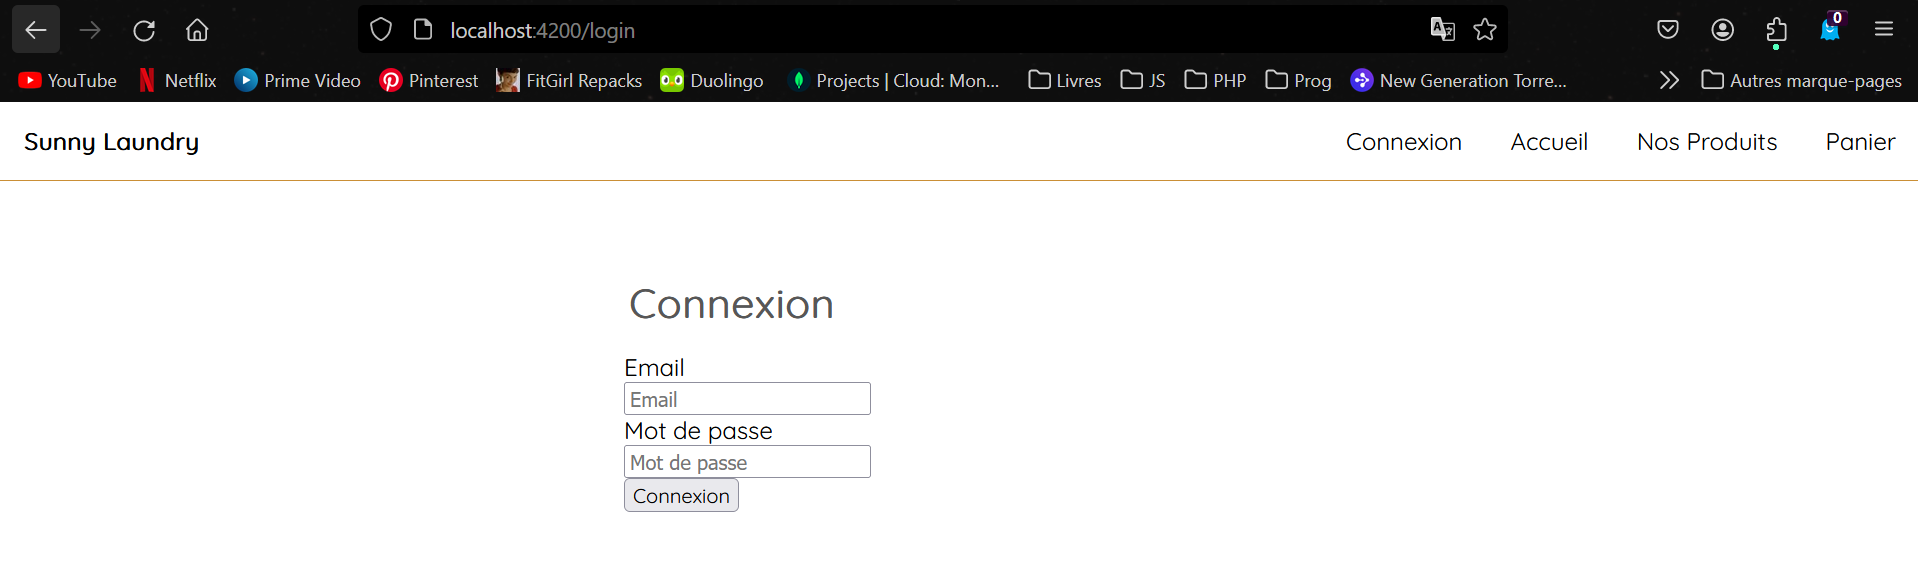 localhost:4200/login
0
YouTube Netflix Prime Video Pinterest FitGirl Repacks Duolingo Projects | Cloud: Mon... Livres JS PHP Prog New Generation Torre... Autres marque-pages
Sunny Laundry Connexion Accueil Nos Produits Panier
Connexion
Email
Email
Mot de passe
Mot de passe
Connexion